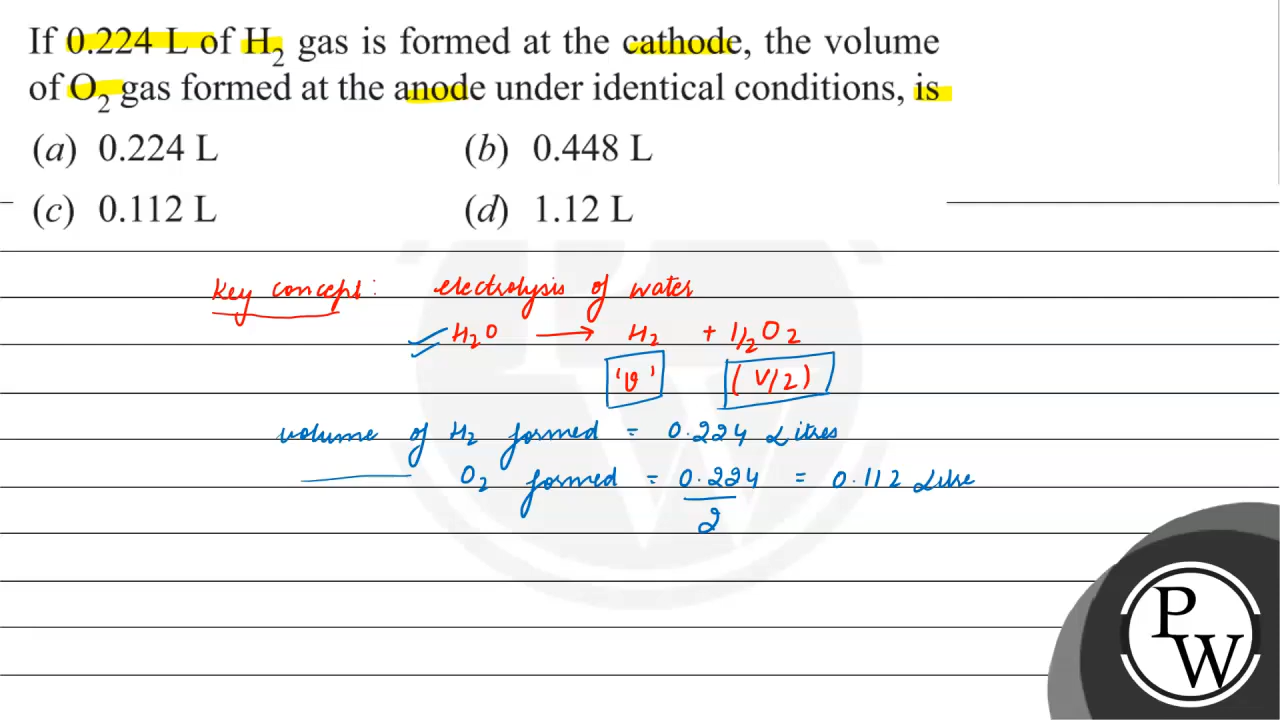 If 0.224 L of H₂ gas is formed at the cathode, the volume
of O₂ gas formed at the anode under identical conditions, is
(a) 0.224 L (b) 0.448 L
(c) 0.112 L (d) 1.12 L
Key concept: electrolysis of water
H₂O → H₂ + 1/2 O₂
'v' (V/2)
volume of H₂ formed = 0.224 Litres
O₂ formed = 0.224/2 = 0.112 Litre
P
W